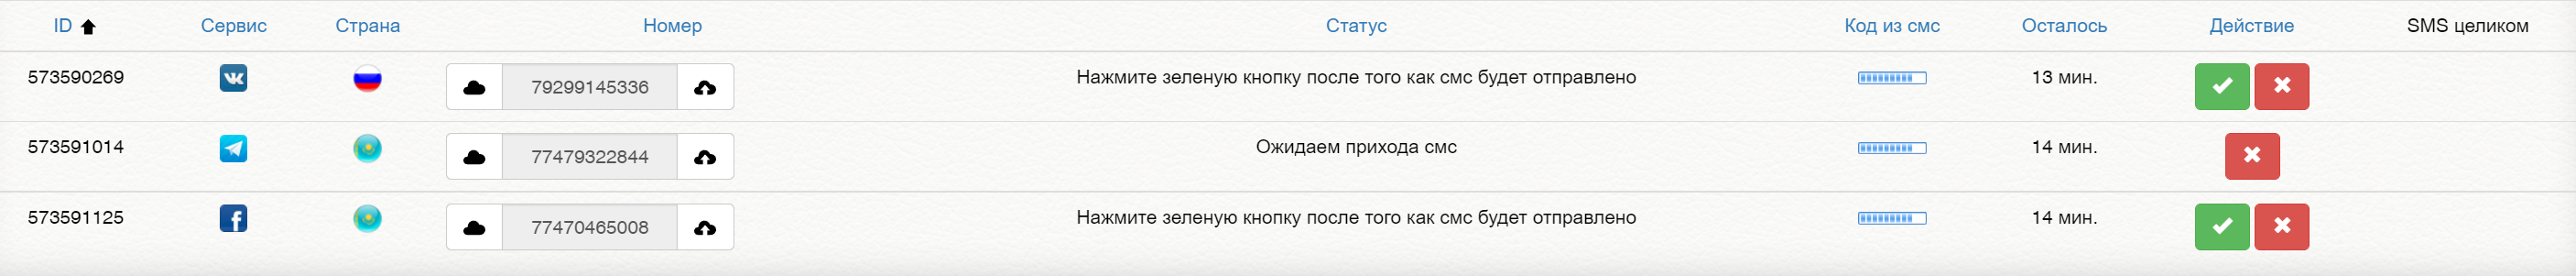 ID Сервис Страна Номер Статус Код из смс Осталось Действие SMS целиком
573590269 79299145336 Нажмите зеленую кнопку после того как смс будет отправлено 13 мин.
573591014 77479322844 Ожидаем прихода смс 14 мин.
573591125 77470465008 Нажмите зеленую кнопку после того как смс будет отправлено 14 мин.